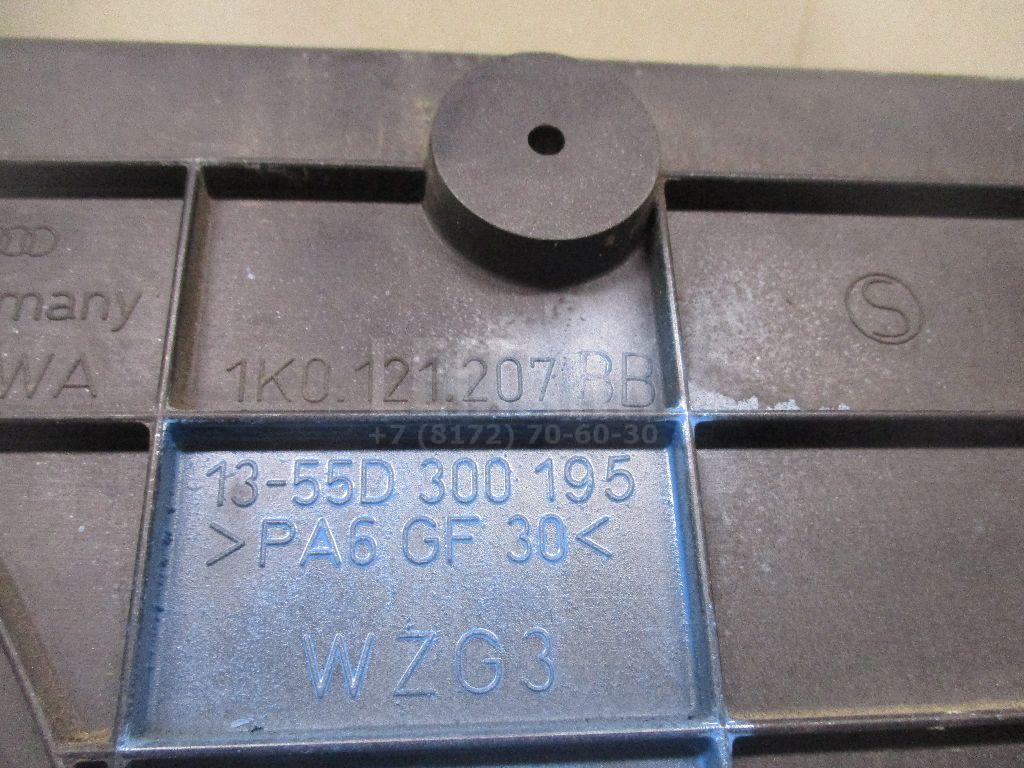 many
WA
1K0.121.207 BB
+7 (8172) 70-60-30
13-55D 300 195
>PA6 GF 30<
WZG3
S